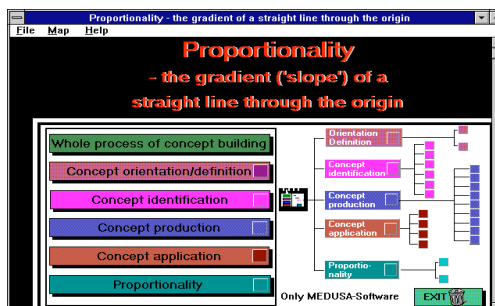 Proportionality - the gradient of a straight line through the origin
File Map Help
Proportionality
- the gradient ('slope') of a
straight line through the origin
Whole process of concept building
Concept orientation/definition
Concept identification
Concept production
Concept application
Proportionality
Orientation
Definition
Concept
identification
Concept
production
Concept
application
Proportio-
nality
Only MEDUSA-Software
EXIT